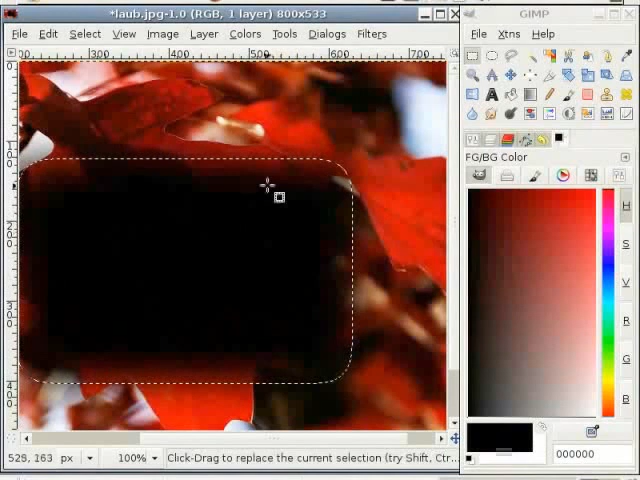 *laub.jpg-1.0 (RGB, 1 layer) 800x533
File Edit Select View Image Layer Colors Tools Dialogs Filters
300 400 500 600 700
529, 163 px 100% Click-Drag to replace the current selection (try Shift, Ctr...
GIMP
File Xtns Help
FG/BG Color
H
S
V
R
G
B
000000